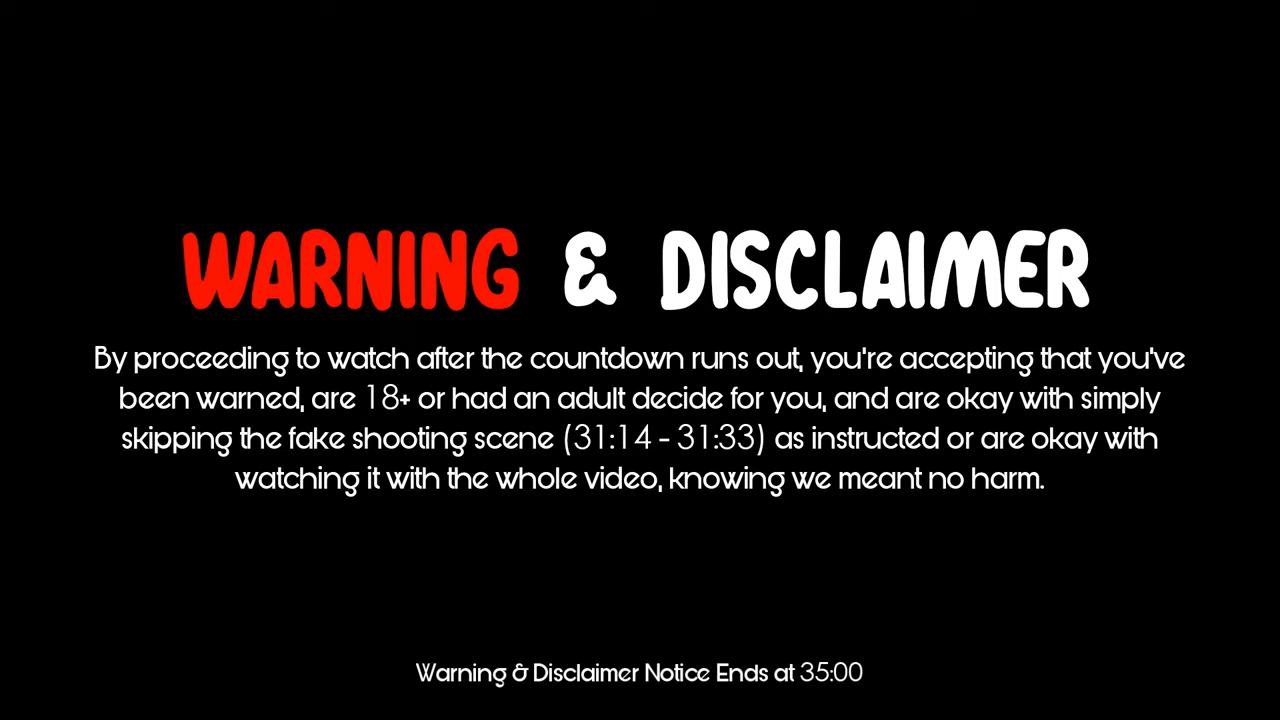 WARNING & DISCLAIMER
By proceeding to watch after the countdown runs out, you're accepting that you've
been warned, are 18+ or had an adult decide for you, and are okay with simply
skipping the fake shooting scene (31:14 - 31:33) as instructed or are okay with
watching it with the whole video, knowing we meant no harm.
Warning & Disclaimer Notice Ends at 35:00